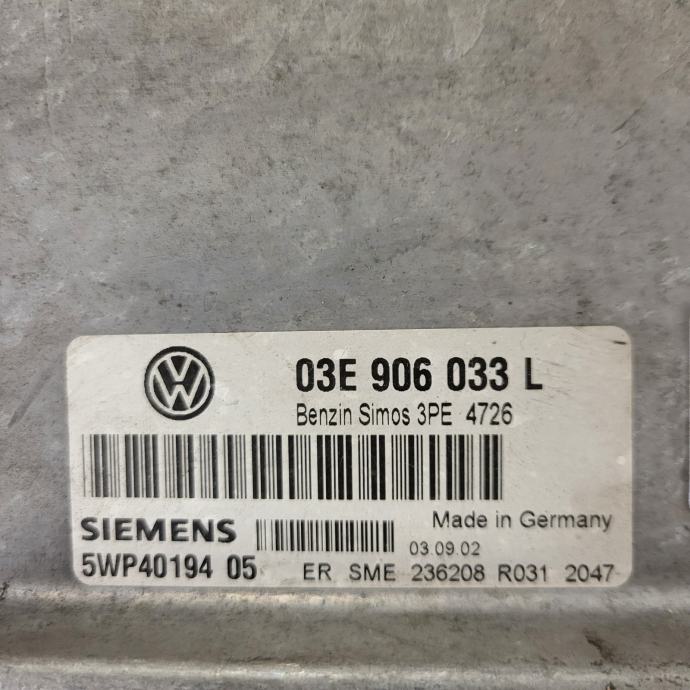 03E 906 033 L
Benzin Simos 3PE 4726
SIEMENS
Made in Germany
03.09.02
5WP40194 05
ER SME 236208 R031 2047